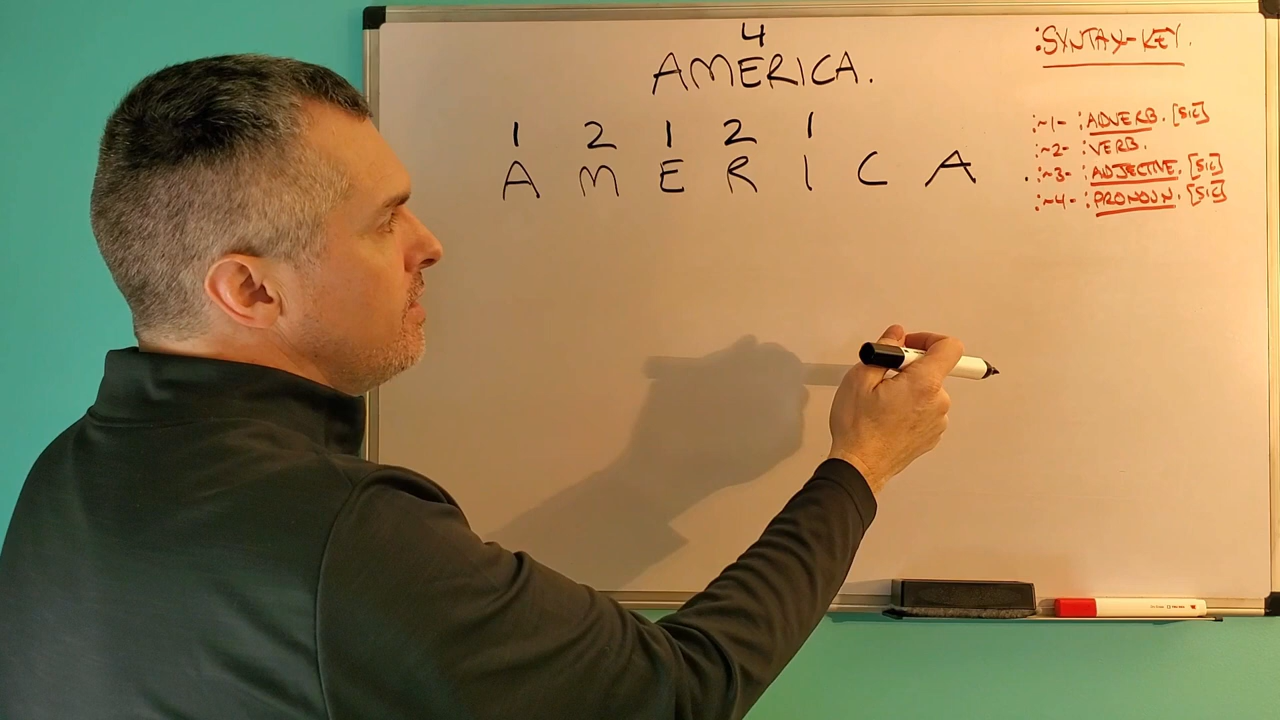 4
AMERICA.
1 2 1 2 1
A M E R I C A
:SYNTAX-KEY.
:~1- :ADVERB. [SIC]
:~2- :VERB.
:~3- :ADJECTIVE. [SIC]
:~4- :PRONOUN. [SIC]